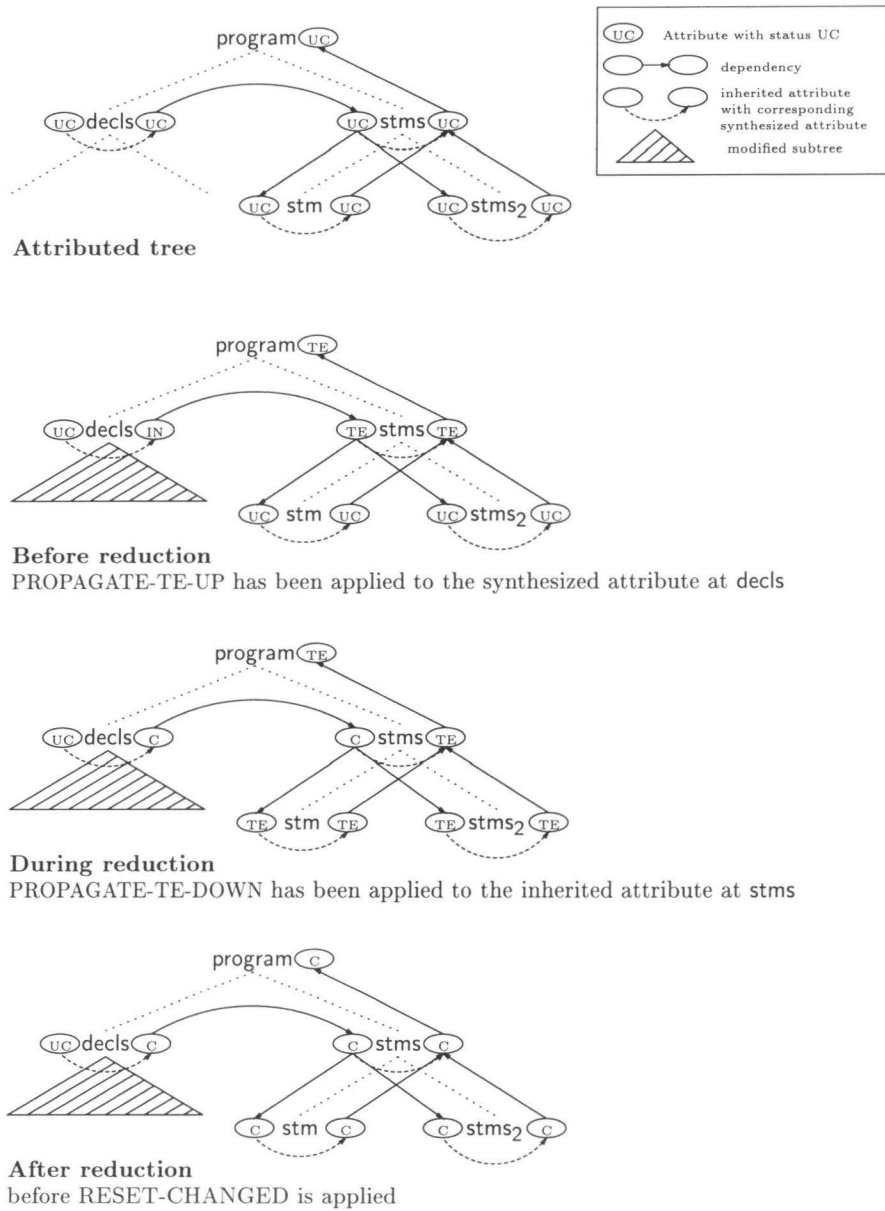 program UC
UC decls UC UC stms UC
UC stm UC UC stms2 UC
Attributed tree
UC Attribute with status UC
dependency
inherited attribute
with corresponding
synthesized attribute
modified subtree
program TE
UC decls IN TE stms TE
UC stm UC UC stms2 UC
Before reduction
PROPAGATE-TE-UP has been applied to the synthesized attribute at decls
program TE
UC decls C C stms TE
TE stm TE TE stms2 TE
During reduction
PROPAGATE-TE-DOWN has been applied to the inherited attribute at stms
program C
UC decls C C stms C
C stm C C stms2 C
After reduction
before RESET-CHANGED is applied